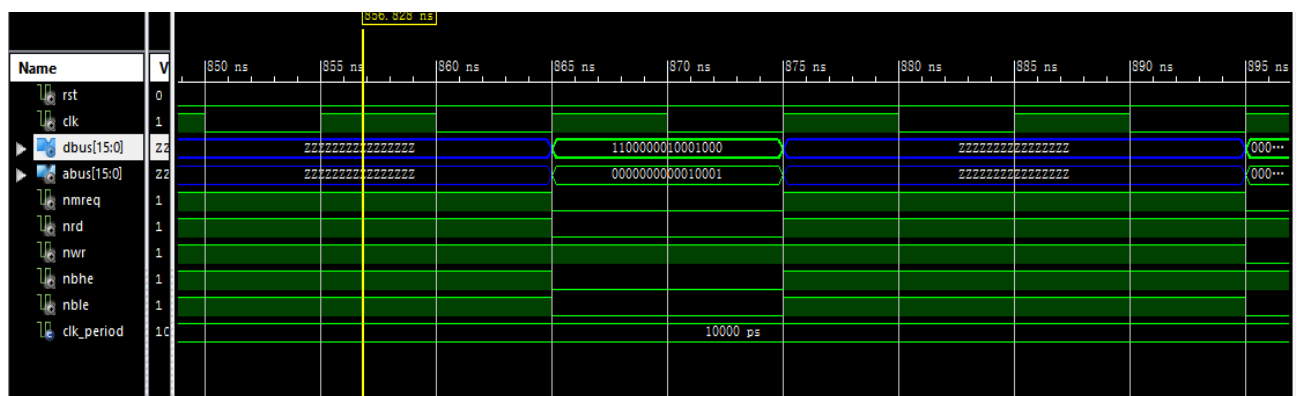 856.828 ns
Name V 850 ns 855 ns 860 ns 865 ns 870 ns 875 ns 880 ns 885 ns 890 ns 895 ns
rst 0
clk 1
dbus[15:0] ZZ ZZZZZZZZZZZZZZZZ 1100000010001000 ZZZZZZZZZZZZZZZZ 000···
abus[15:0] ZZ ZZZZZZZZZZZZZZZZ 0000000000010001 ZZZZZZZZZZZZZZZZ 000···
nmreq 1
nrd 1
nwr 1
nbhe 1
nble 1
clk_period 10 10000 ps